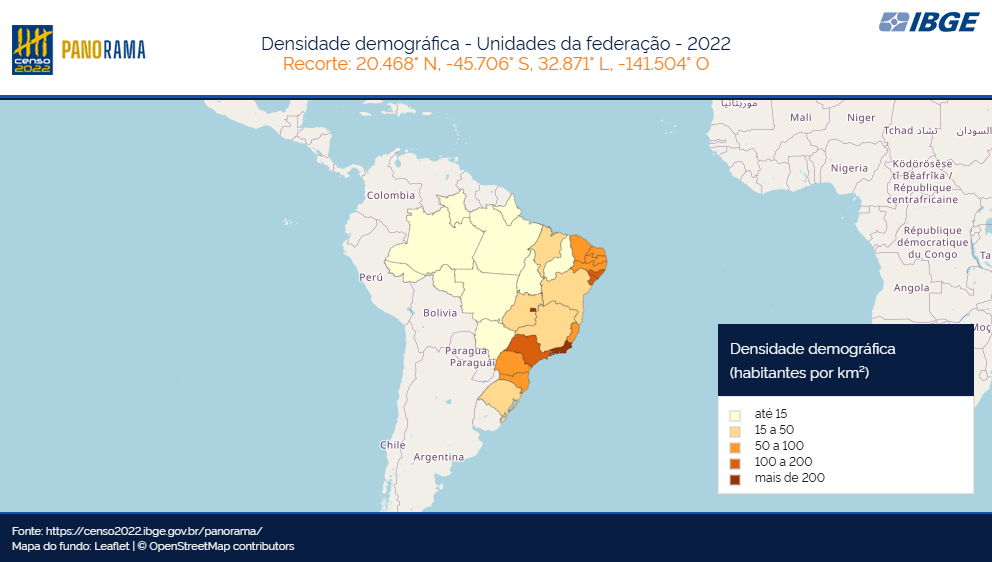 IBGE
CENSO
2022
PANORAMA
Densidade demográfica - Unidades da federação - 2022
Recorte: 20.468° N, -45.706° S, 32.871° L, -141.504° O
موريتانيا
Mali
Niger
Tchad تشاد
السودان
Nigeria
Ködörösêse
tî Bêafrîka /
République
centrafricaine
Colombia
République
démocratique
du Congo
Ta
Perú
Angola
Bolivia
Moç
Paragua
Paraguái
Chile
Argentina
Densidade demográfica
(habitantes por km²)
até 15
15 a 50
50 a 100
100 a 200
mais de 200
Fonte: https://censo2022.ibge.gov.br/panorama/
Mapa do fundo: Leaflet | © OpenStreetMap contributors